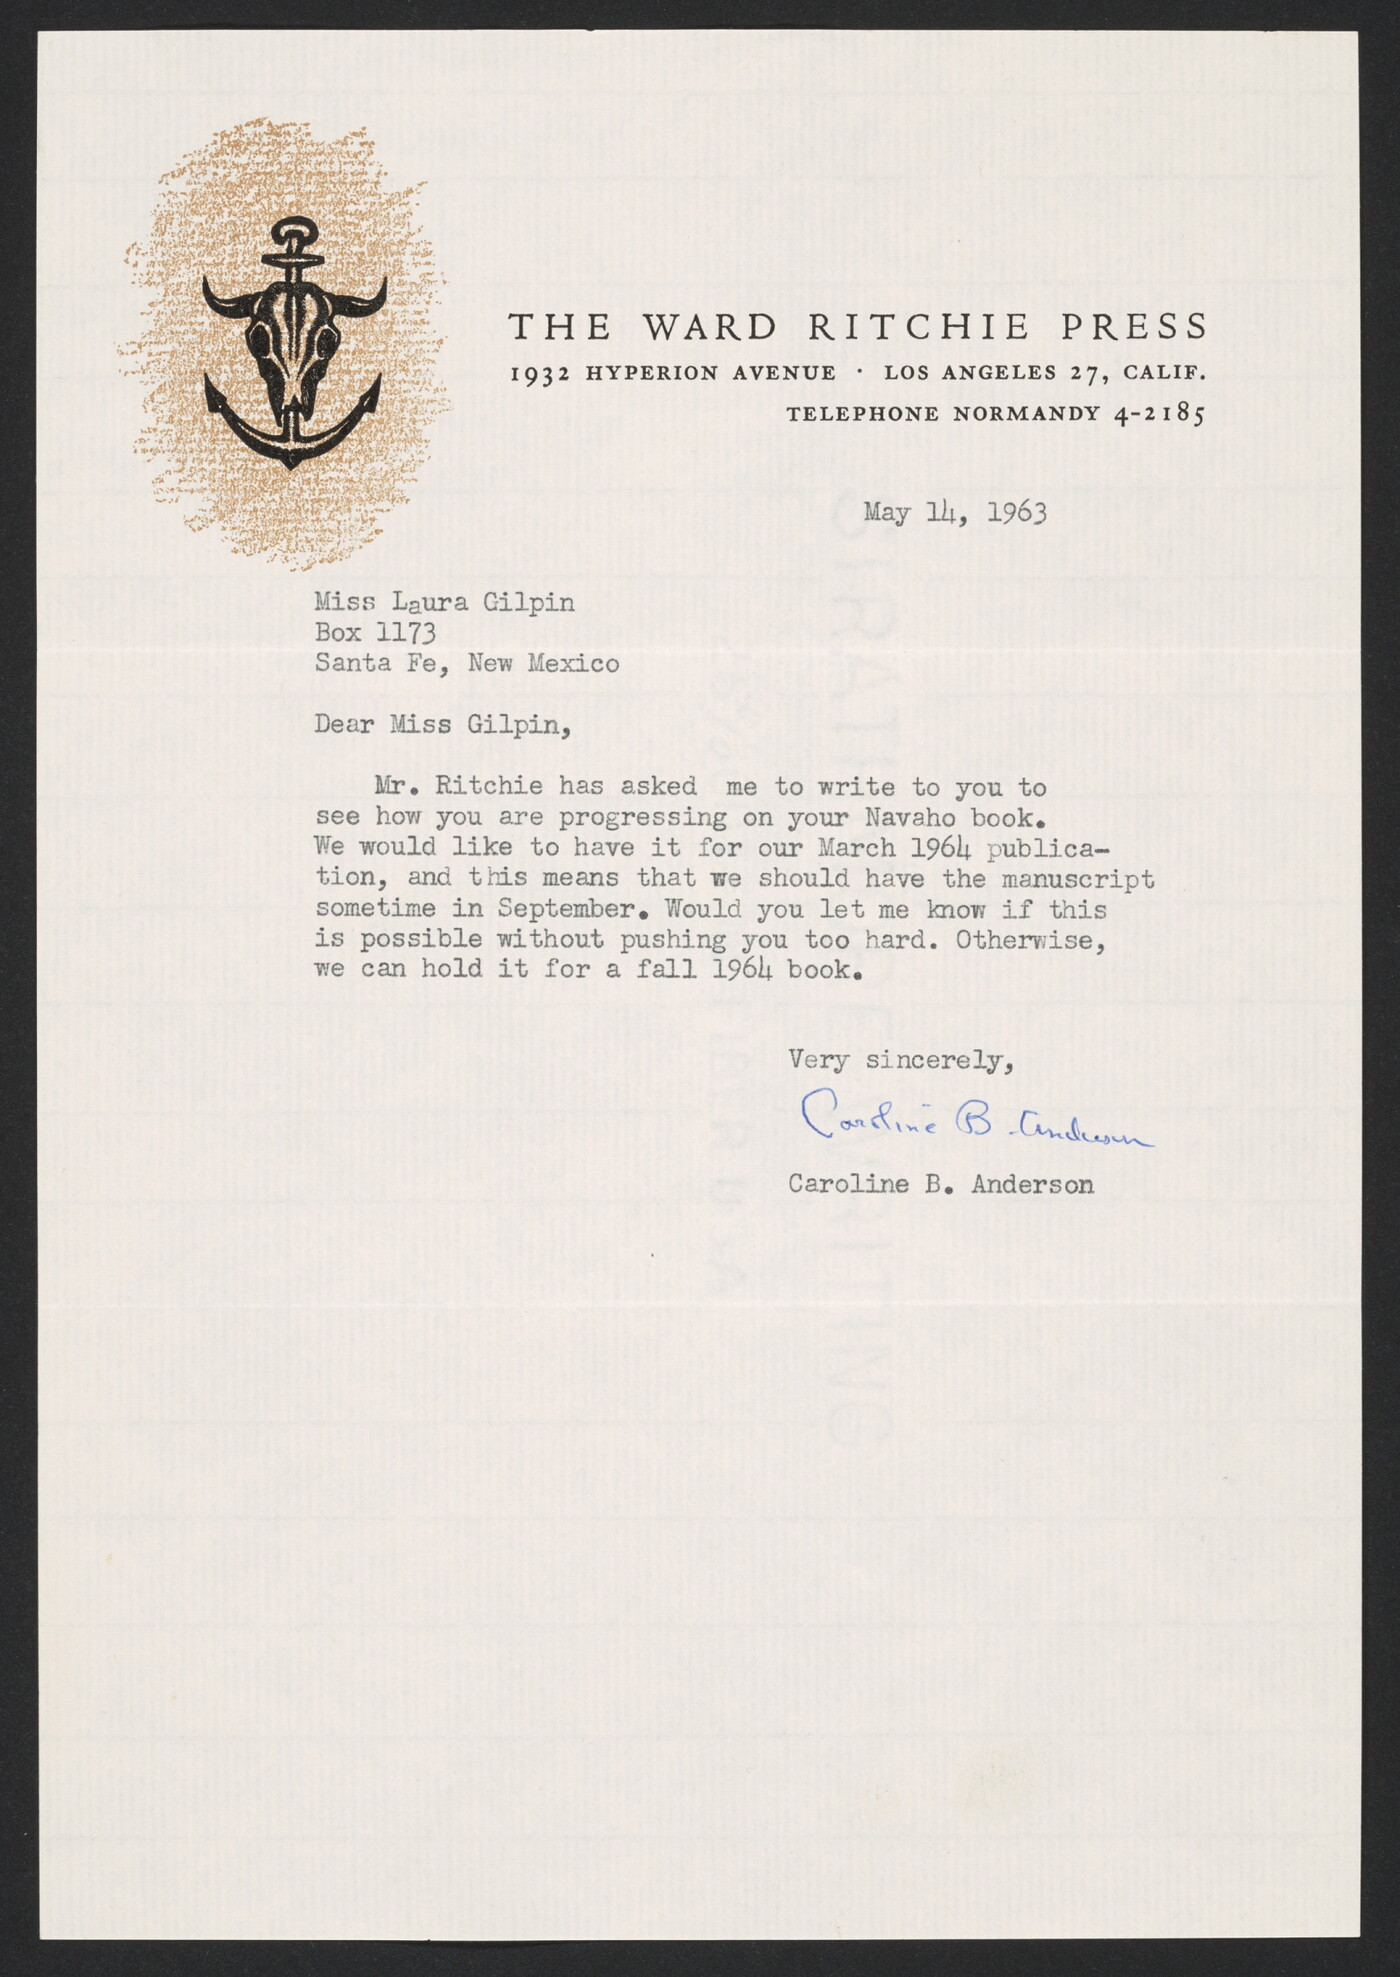 THE WARD RITCHIE PRESS
1932 HYPERION AVENUE · LOS ANGELES 27, CALIF.
TELEPHONE NORMANDY 4-2185
May 14, 1963
Miss Laura Gilpin
Box 1173
Santa Fe, New Mexico
Dear Miss Gilpin,
Mr. Ritchie has asked me to write to you to
see how you are progressing on your Navaho book.
We would like to have it for our March 1964 publica-
tion, and this means that we should have the manuscript
sometime in September. Would you let me know if this
is possible without pushing you too hard. Otherwise,
we can hold it for a fall 1964 book.
Very sincerely,
Caroline B. Anderson
Caroline B. Anderson